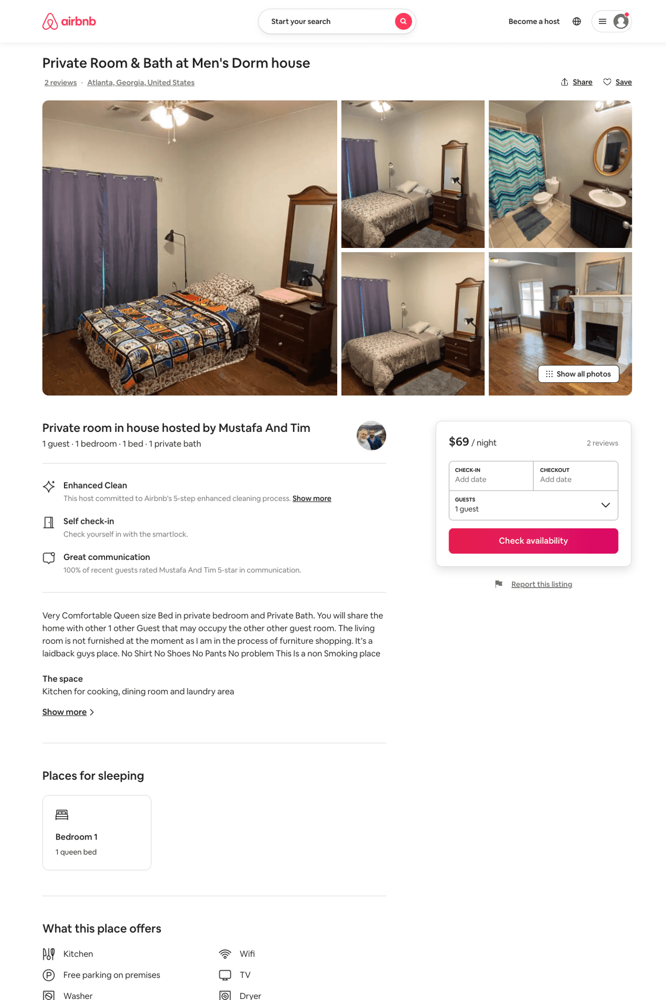 airbnb
Start your search
Become a host
Private Room & Bath at Men's Dorm house
2 reviews · Atlanta, Georgia, United States
Share
Save
Show all photos
Private room in house hosted by Mustafa And Tim
1 guest · 1 bedroom · 1 bed · 1 private bath
$69 / night
2 reviews
CHECK-IN
Add date
CHECKOUT
Add date
GUESTS
1 guest
Check availability
Report this listing
Enhanced Clean
This host committed to Airbnb's 5-step enhanced cleaning process. Show more
Self check-in
Check yourself in with the smartlock.
Great communication
100% of recent guests rated Mustafa And Tim 5-star in communication.
Very Comfortable Queen size Bed in private bedroom and Private Bath. You will share the
home with other 1 other Guest that may occupy the other other guest room. The living
room is not furnished at the moment as I am in the process of furniture shopping. It’s a
laidback guys place. No Shirt No Shoes No Pants No problem This Is a non Smoking place
The space
Kitchen for cooking, dining room and laundry area
Show more
Places for sleeping
Bedroom 1
1 queen bed
What this place offers
Kitchen
Wifi
Free parking on premises
TV
Washer
Dryer